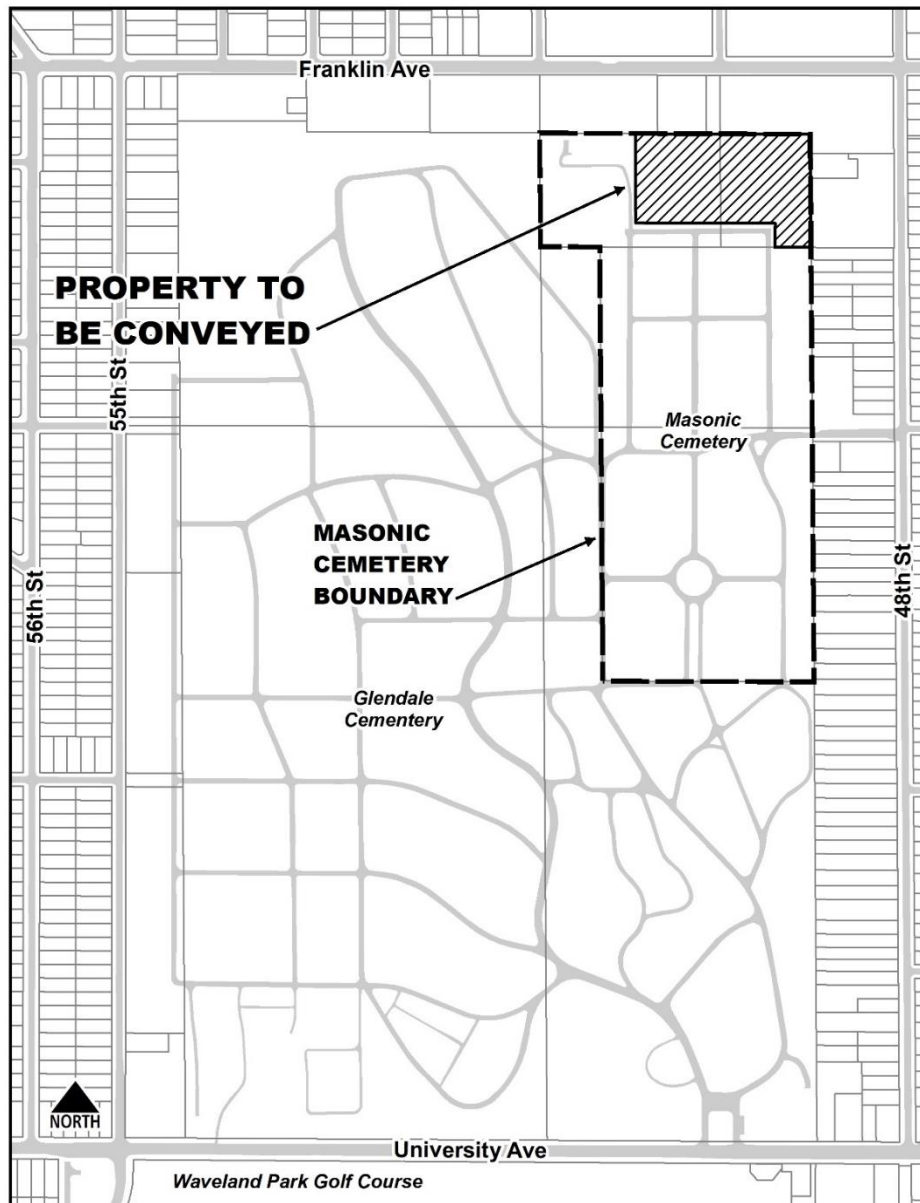 Franklin Ave
PROPERTY TO
BE CONVEYED
55th St
Masonic
Cemetery
MASONIC
CEMETERY
BOUNDARY
56th St
48th St
Glendale
Cementery
NORTH
University Ave
Waveland Park Golf Course